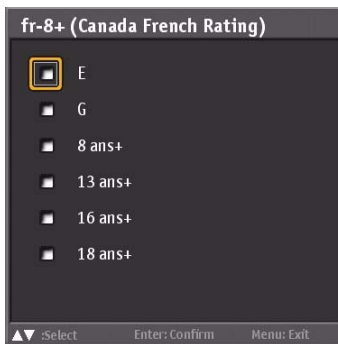 fr-8+ (Canada French Rating)
E
G
8 ans+
13 ans+
16 ans+
18 ans+
▲▼ :Select Enter: Confirm Menu: Exit